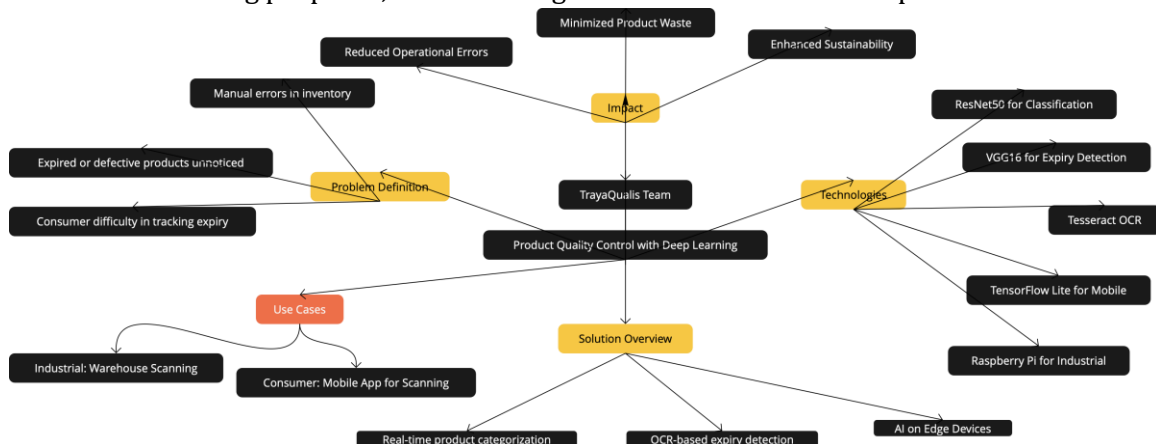 Minimized Product Waste
Enhanced Sustainability
Reduced Operational Errors
Manual errors in inventory
Impact
ResNet50 for Classification
Expired or defective products unnoticed
VGG16 for Expiry Detection
Problem Definition
TrayaQualis Team
Technologies
Consumer difficulty in tracking expiry
Tesseract OCR
Product Quality Control with Deep Learning
TensorFlow Lite for Mobile
Use Cases
Solution Overview
Industrial: Warehouse Scanning
Raspberry Pi for Industrial
Consumer: Mobile App for Scanning
AI on Edge Devices
Real-time product categorization
OCR-based expiry detection